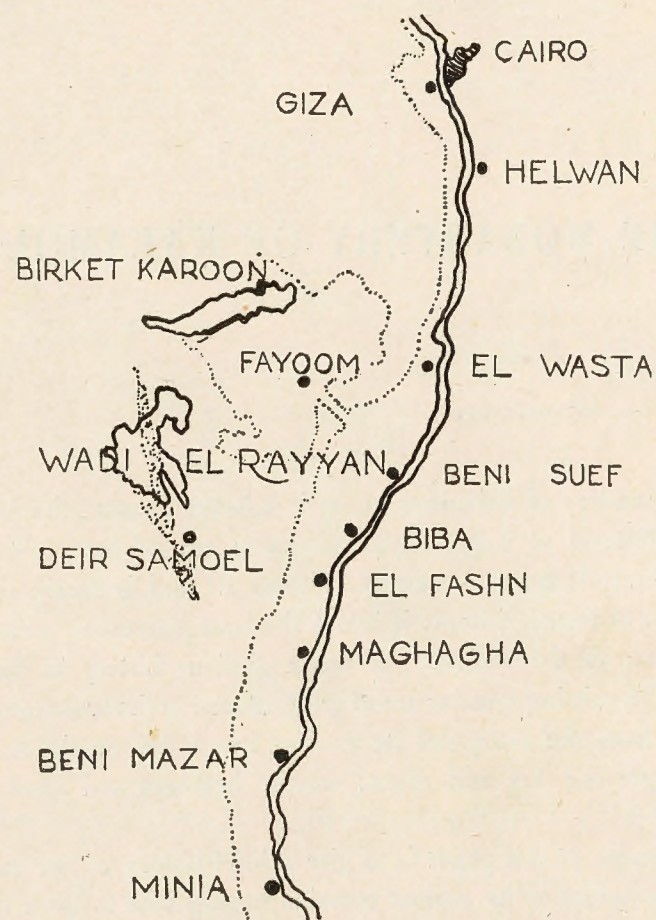 CAIRO
GIZA
HELWAN
BIRKET KAROON
FAYOOM
EL WASTA
WADI EL RAYYAN
BENI SUEF
BIBA
DEIR SAMOEL
EL FASHN
MAGHAGHA
BENI MAZAR
MINIA